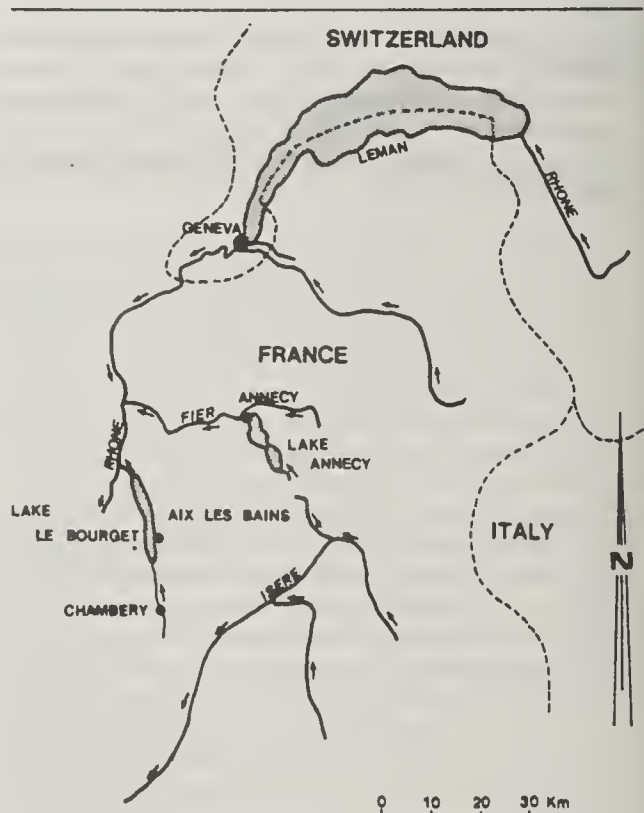 SWITZERLAND
LEMAN
RHONE
GENEVA
FRANCE
ANNECY
FIER
LAKE
ANNECY
RHONE
LAKE
LE BOURGET
AIX LES BAINS
ITALY
ISERE
CHAMBERY
N
0 10 20 30 Km